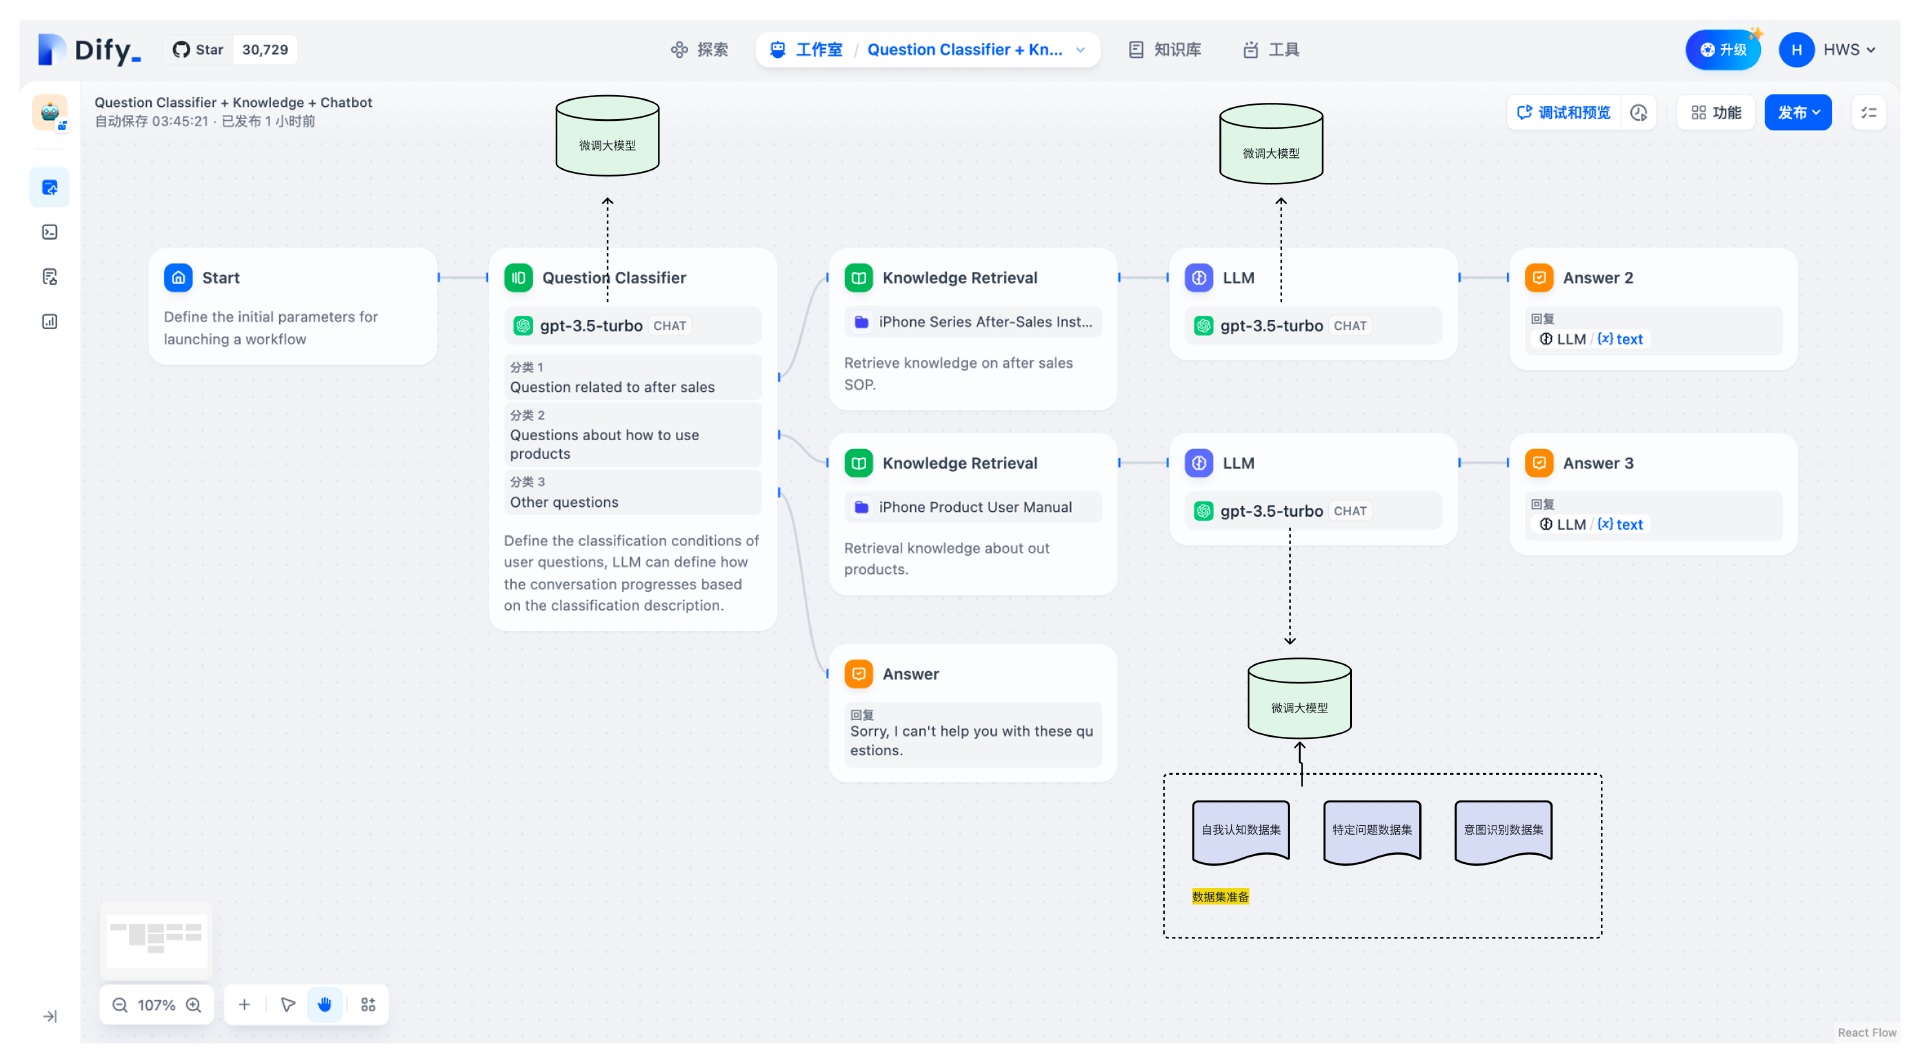 Dify_
Star 30,729
探索
工作室 / Question Classifier + Kn...
知识库
工具
升级
H HWS
Question Classifier + Knowledge + Chatbot
自动保存 03:45:21 · 已发布 1 小时前
调试和预览
功能
发布
微调大模型
微调大模型
Start
Define the initial parameters for
launching a workflow
Question Classifier
gpt-3.5-turbo CHAT
分类 1
Question related to after sales
分类 2
Questions about how to use
products
分类 3
Other questions
Define the classification conditions of
user questions, LLM can define how
the conversation progresses based
on the classification description.
Knowledge Retrieval
iPhone Series After-Sales Inst...
Retrieve knowledge on after sales
SOP.
LLM
gpt-3.5-turbo CHAT
Answer 2
回复
LLM / {x} text
Knowledge Retrieval
iPhone Product User Manual
Retrieval knowledge about out
products.
LLM
gpt-3.5-turbo CHAT
Answer 3
回复
LLM / {x} text
Answer
回复
Sorry, I can't help you with these qu
estions.
微调大模型
自我认知数据集
特定问题数据集
意图识别数据集
数据集准备
107%
React Flow